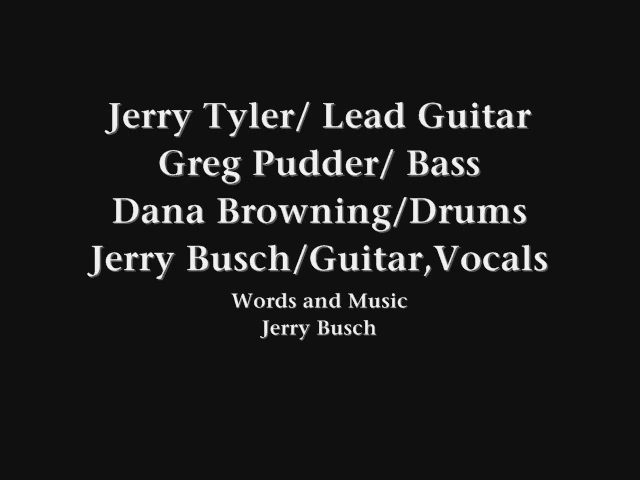 Jerry Tyler/ Lead Guitar
Greg Pudder/ Bass
Dana Browning/Drums
Jerry Busch/Guitar,Vocals
Words and Music
Jerry Busch